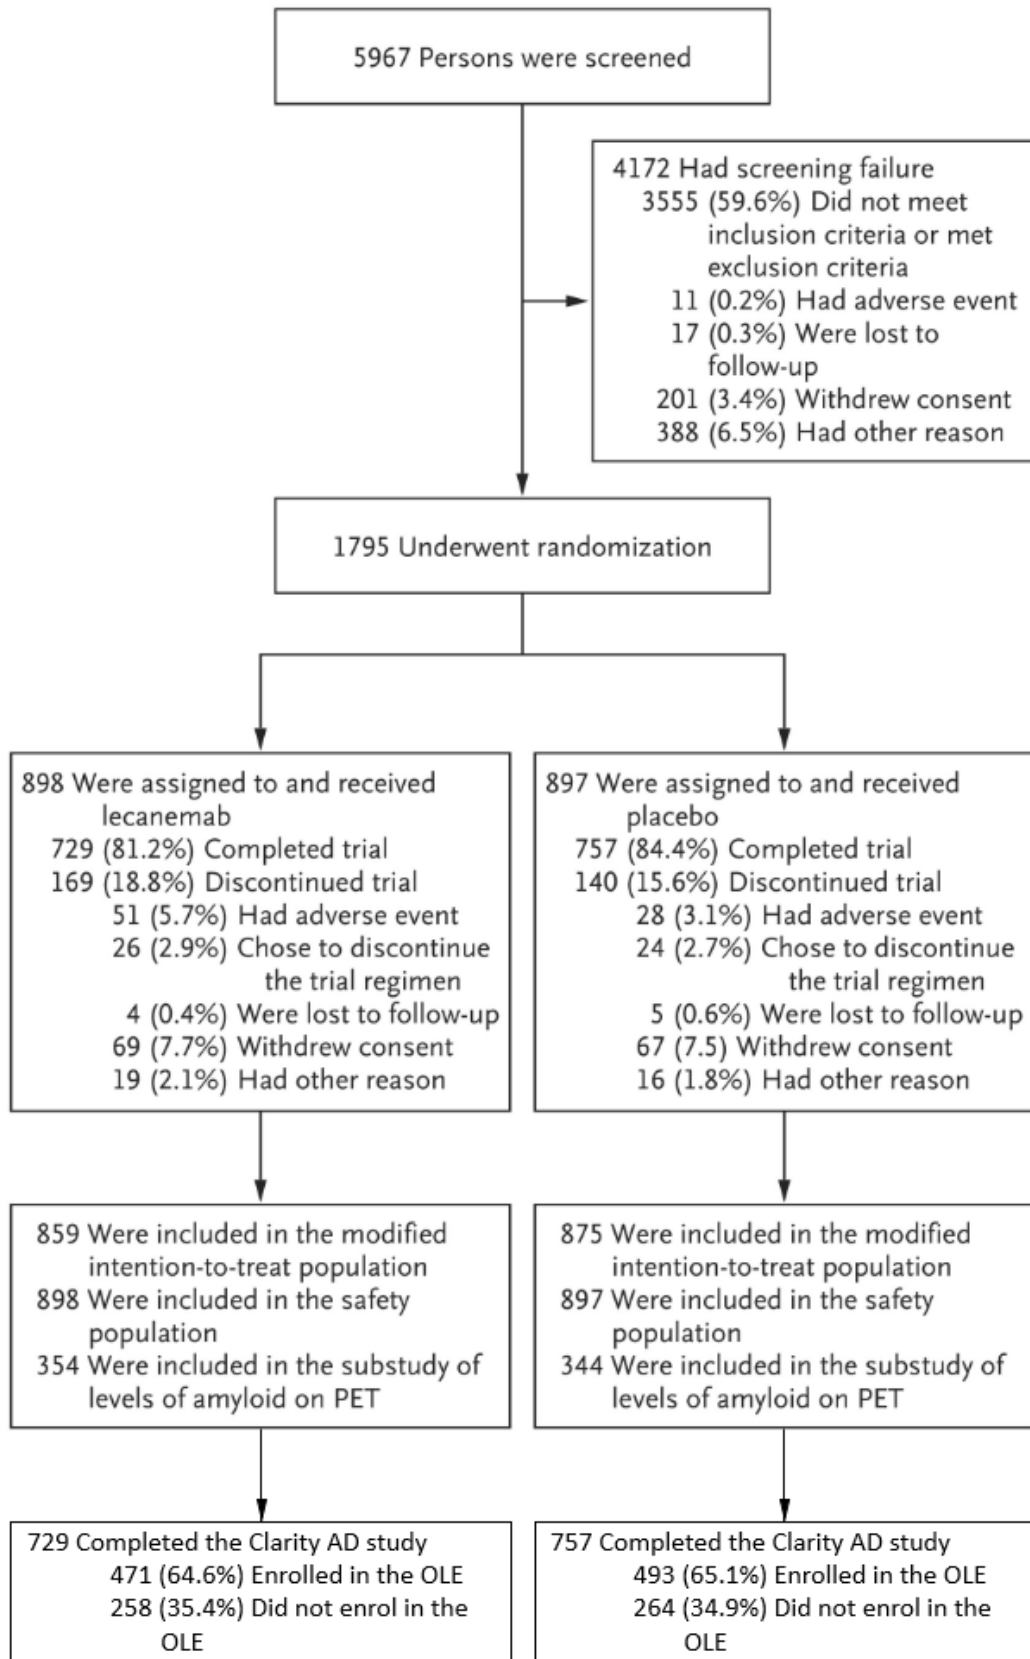 5967 Persons were screened
4172 Had screening failure
3555 (59.6%) Did not meet
inclusion criteria or met
exclusion criteria
11 (0.2%) Had adverse event
17 (0.3%) Were lost to
follow-up
201 (3.4%) Withdrew consent
388 (6.5%) Had other reason
1795 Underwent randomization
898 Were assigned to and received
lecanemab
729 (81.2%) Completed trial
169 (18.8%) Discontinued trial
51 (5.7%) Had adverse event
26 (2.9%) Chose to discontinue
the trial regimen
4 (0.4%) Were lost to follow-up
69 (7.7%) Withdrew consent
19 (2.1%) Had other reason
897 Were assigned to and received
placebo
757 (84.4%) Completed trial
140 (15.6%) Discontinued trial
28 (3.1%) Had adverse event
24 (2.7%) Chose to discontinue
the trial regimen
5 (0.6%) Were lost to follow-up
67 (7.5) Withdrew consent
16 (1.8%) Had other reason
859 Were included in the modified
intention-to-treat population
898 Were included in the safety
population
354 Were included in the substudy of
levels of amyloid on PET
875 Were included in the modified
intention-to-treat population
897 Were included in the safety
population
344 Were included in the substudy of
levels of amyloid on PET
729 Completed the Clarity AD study
471 (64.6%) Enrolled in the OLE
258 (35.4%) Did not enrol in the
OLE
757 Completed the Clarity AD study
493 (65.1%) Enrolled in the OLE
264 (34.9%) Did not enrol in the
OLE